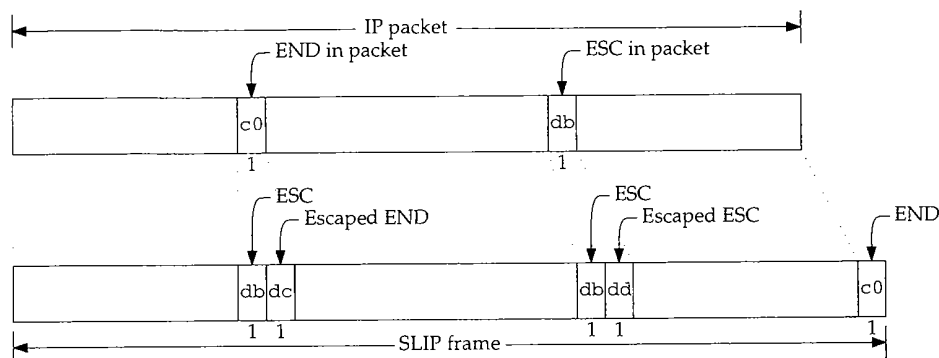 IP packet
END in packet
ESC in packet
c0
db
1
1
ESC
Escaped END
ESC
Escaped ESC
END
db
dc
db
dd
c0
1
1
1
1
1
SLIP frame